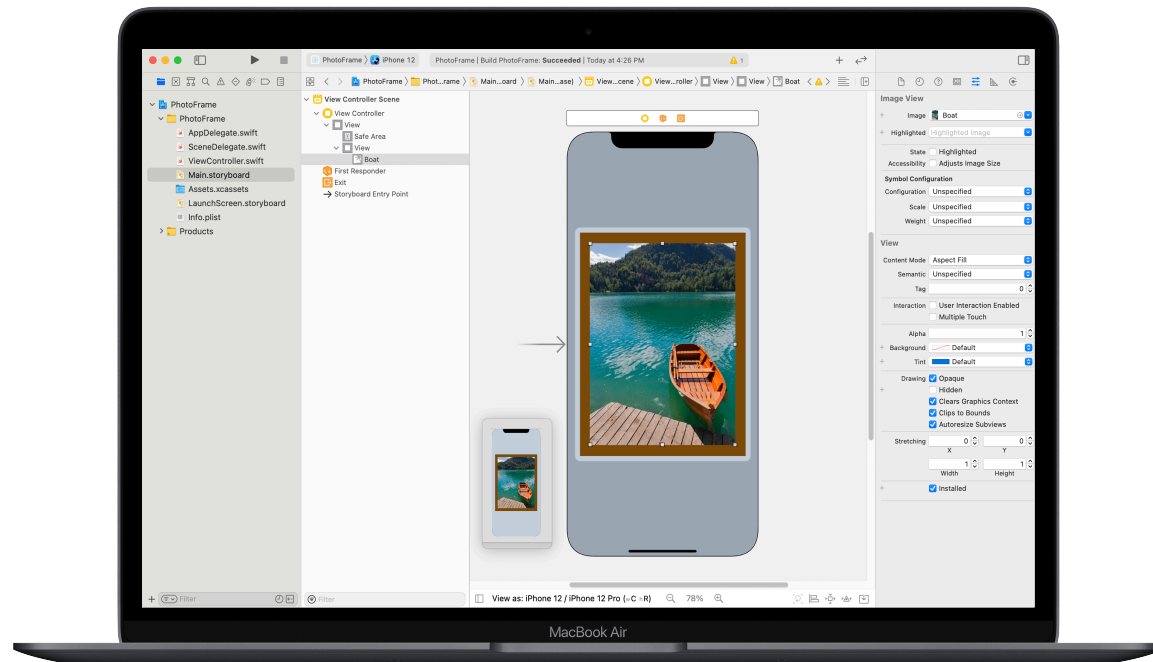 PhotoFrame
iPhone 12
PhotoFrame | Build PhotoFrame: Succeeded | Today at 4:26 PM
1
PhotoFrame
Phot...rame
Main...oard
Main...ase)
View...cene
View...roller
View
View
Boat
PhotoFrame
PhotoFrame
AppDelegate.swift
SceneDelegate.swift
ViewController.swift
Main.storyboard
Assets.xcassets
LaunchScreen.storyboard
Info.plist
Products
Filter
View Controller Scene
View Controller
View
Safe Area
View
Boat
First Responder
Exit
Storyboard Entry Point
Filter
View as: iPhone 12 / iPhone 12 Pro (wC hR)
78%
Image View
Image Boat
Highlighted Highlighted Image
State Highlighted
Accessibility Adjusts Image Size
Symbol Configuration
Configuration Unspecified
Scale Unspecified
Weight Unspecified
View
Content Mode Aspect Fill
Semantic Unspecified
Tag 0
Interaction User Interaction Enabled
Multiple Touch
Alpha 1
Background Default
Tint Default
Drawing Opaque
Hidden
Clears Graphics Context
Clips to Bounds
Autoresize Subviews
Stretching 0 0
X Y
1 1
Width Height
Installed
MacBook Air